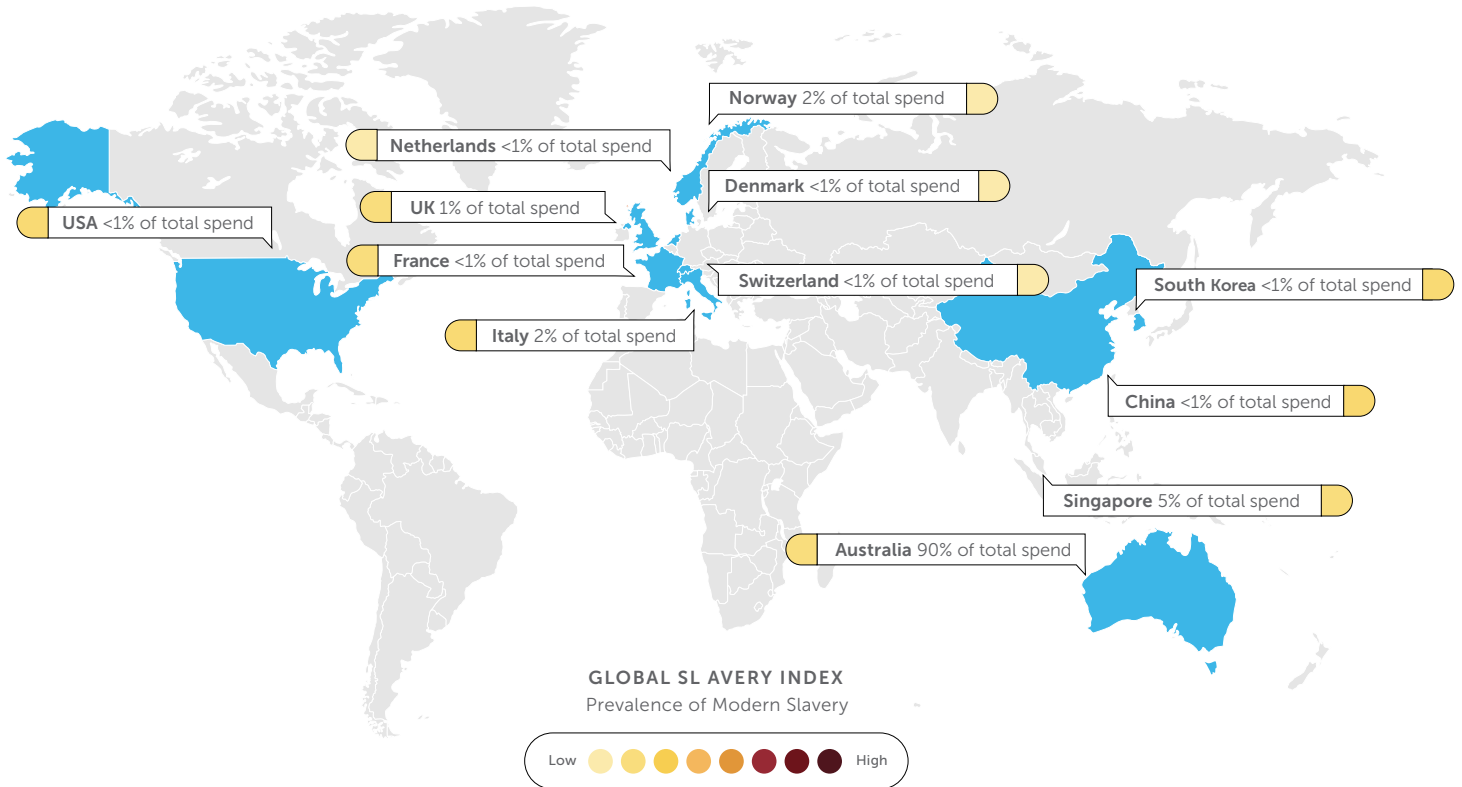 Norway 2% of total spend
Netherlands <1% of total spend
Denmark <1% of total spend
UK 1% of total spend
USA <1% of total spend
France <1% of total spend
Switzerland <1% of total spend
South Korea <1% of total spend
Italy 2% of total spend
China <1% of total spend
Singapore 5% of total spend
Australia 90% of total spend
GLOBAL SL AVERY INDEX
Prevalence of Modern Slavery
Low High